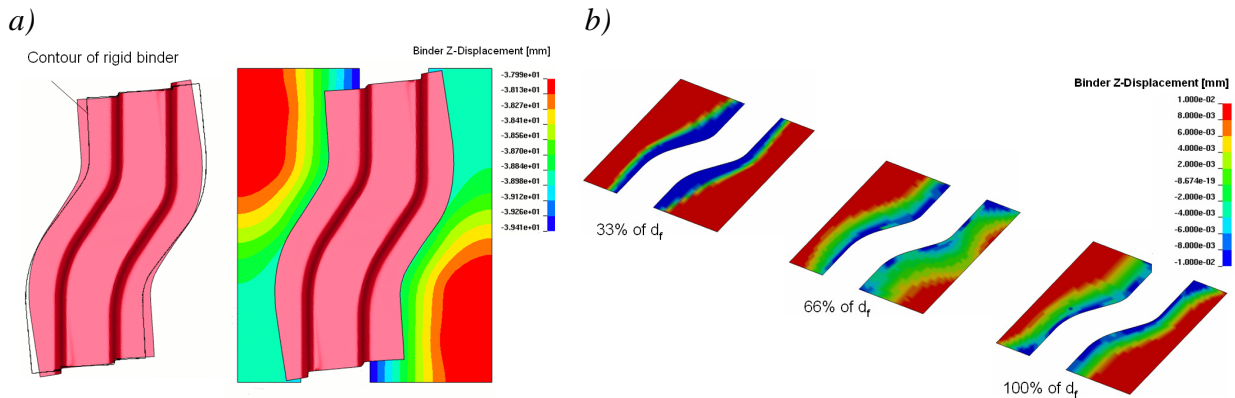 a)
Contour of rigid binder
Binder Z-Displacement [mm]
-3.799e+01
-3.813e+01
-3.827e+01
-3.841e+01
-3.856e+01
-3.870e+01
-3.884e+01
-3.898e+01
-3.912e+01
-3.926e+01
-3.941e+01
b)
33% of df
66% of df
100% of df
Binder Z-Displacement [mm]
1.000e-02
8.000e-03
6.000e-03
4.000e-03
2.000e-03
-8.674e-19
-2.000e-03
-4.000e-03
-6.000e-03
-8.000e-03
-1.000e-02